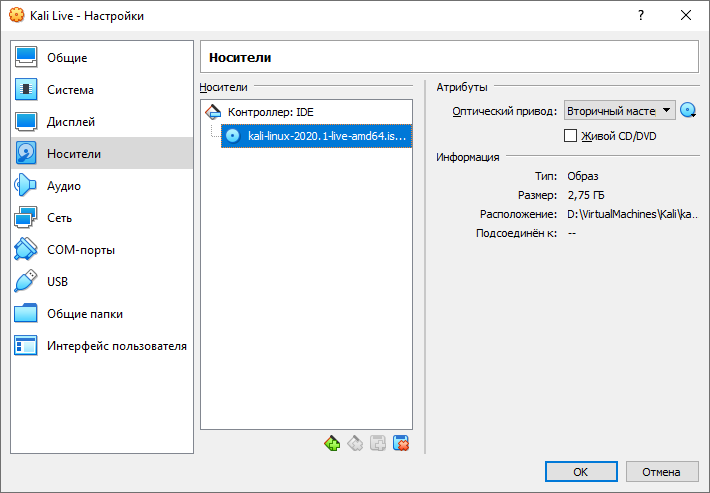 Kali Live - Настройки
?
Общие
Система
Дисплей
Носители
Аудио
Сеть
COM-порты
USB
Общие папки
Интерфейс пользователя
Носители
Носители
Контроллер: IDE
kali-linux-2020.1-live-amd64.is...
Атрибуты
Оптический привод: Вторичный масте
Живой CD/DVD
Информация
Тип: Образ
Размер: 2,75 ГБ
Расположение: D:\VirtualMachines\Kali\ka...
Подсоединён к: --
OK
Отмена